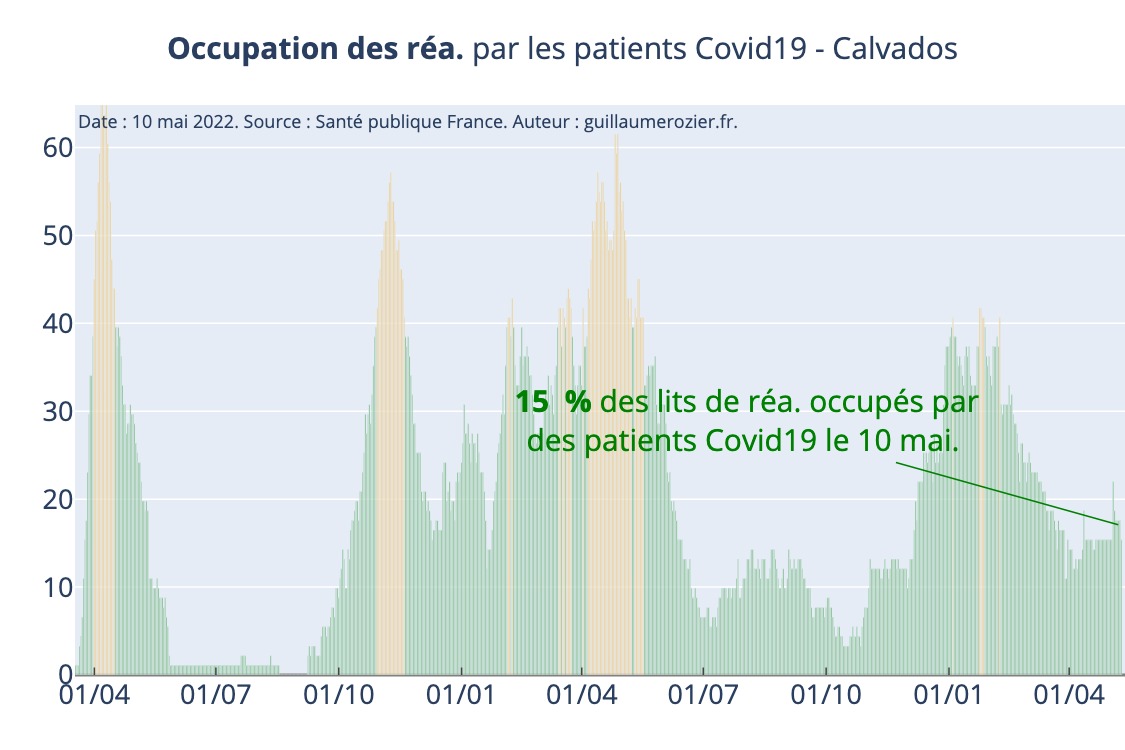 Occupation des réa. par les patients Covid19 - Calvados
Date : 10 mai 2022. Source : Santé publique France. Auteur : guillaumerozier.fr.
60
50
40
30
20
10
0
15 % des lits de réa. occupés par
des patients Covid19 le 10 mai.
01/04 01/07 01/10 01/01 01/04 01/07 01/10 01/01 01/04